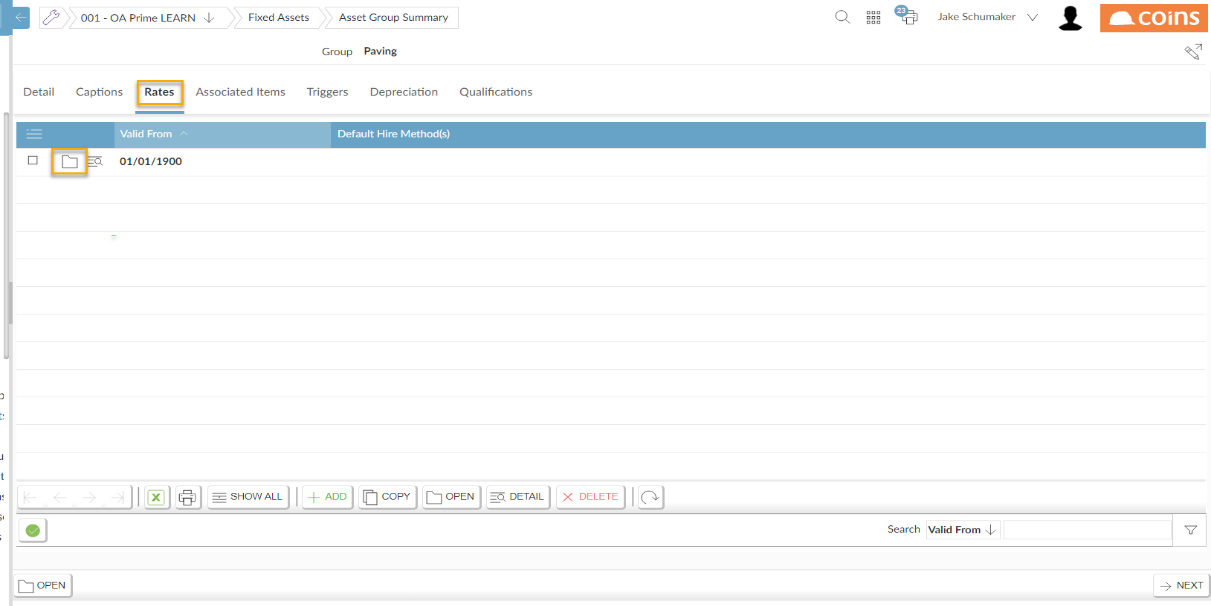 001 - OA Prime LEARN
Fixed Assets
Asset Group Summary
23
Jake Schumaker
COINS
Group Paving
Detail
Captions
Rates
Associated Items
Triggers
Depreciation
Qualifications
Valid From
Default Hire Method(s)
01/01/1900
SHOW ALL
ADD
COPY
OPEN
DETAIL
DELETE
Search Valid From
OPEN
NEXT